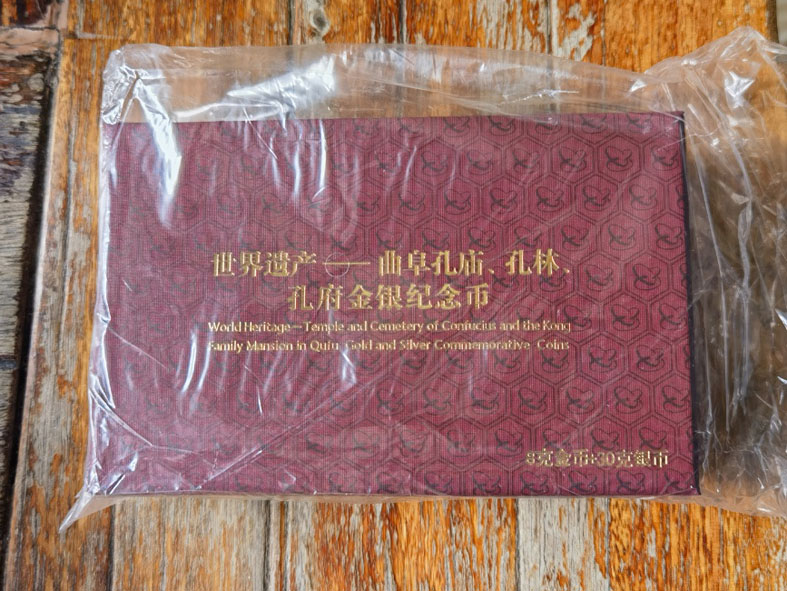 世界遗产——曲阜孔庙、孔林、
孔府金银纪念币
World Heritage—Temple and Cemetery of Confucius and the Kong
Family Mansion in Qufu Gold and Silver Commemorative Coins
8克金币+30克银币